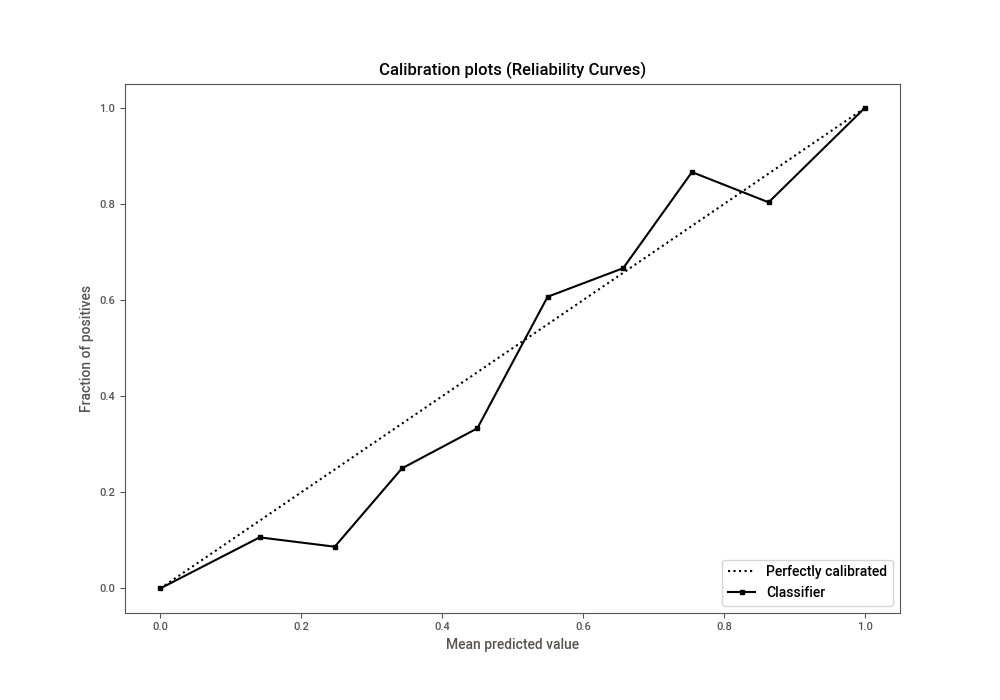 Calibration plots (Reliability Curves)
1.0
0.8
0.6
0.4
0.2
0.0
Fraction of positives
0.0 0.2 0.4 0.6 0.8 1.0
Mean predicted value
Perfectly calibrated
Classifier